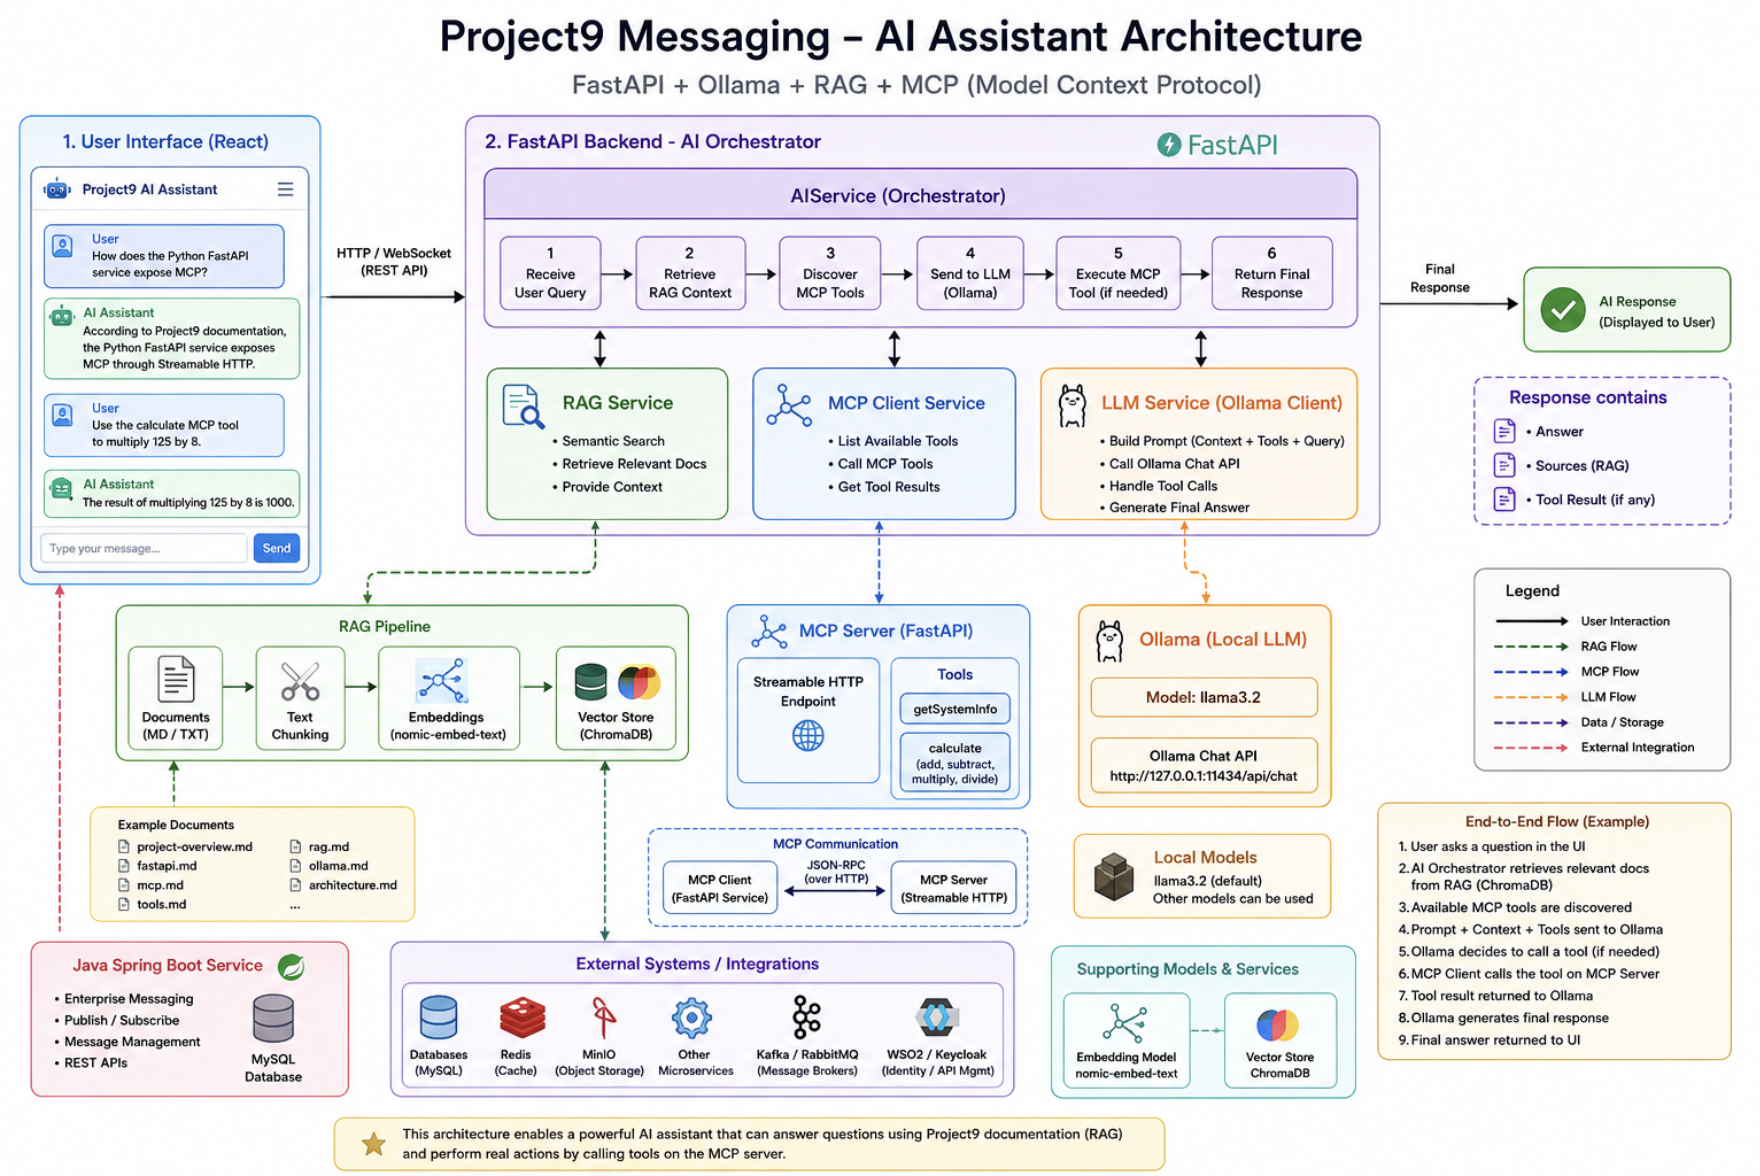 Project9 Messaging – AI Assistant Architecture
FastAPI + Ollama + RAG + MCP (Model Context Protocol)
1. User Interface (React)
Project9 AI Assistant
User
How does the Python FastAPI
service expose MCP?
AI Assistant
According to Project9 documentation,
the Python FastAPI service exposes
MCP through Streamable HTTP.
User
Use the calculate MCP tool
to multiply 125 by 8.
AI Assistant
The result of multiplying 125 by 8 is 1000.
Type your message...
Send
HTTP / WebSocket
(REST API)
2. FastAPI Backend - AI Orchestrator
FastAPI
AIService (Orchestrator)
1
Receive
User Query
2
Retrieve
RAG Context
3
Discover
MCP Tools
4
Send to LLM
(Ollama)
5
Execute MCP
Tool (if needed)
6
Return Final
Response
RAG Service
• Semantic Search
• Retrieve Relevant Docs
• Provide Context
MCP Client Service
• List Available Tools
• Call MCP Tools
• Get Tool Results
LLM Service (Ollama Client)
• Build Prompt (Context + Tools + Query)
• Call Ollama Chat API
• Handle Tool Calls
• Generate Final Answer
Final
Response
AI Response
(Displayed to User)
Response contains
• Answer
• Sources (RAG)
• Tool Result (if any)
Legend
User Interaction
RAG Flow
MCP Flow
LLM Flow
Data / Storage
External Integration
RAG Pipeline
Documents
(MD / TXT)
Text
Chunking
Embeddings
(nomic-embed-text)
Vector Store
(ChromaDB)
MCP Server (FastAPI)
Streamable HTTP
Endpoint
Tools
getSystemInfo
calculate
(add, subtract,
multiply, divide)
Ollama (Local LLM)
Model: llama3.2
Ollama Chat API
http://127.0.0.1:11434/api/chat
Example Documents
project-overview.md
fastapi.md
mcp.md
tools.md
rag.md
ollama.md
architecture.md
...
MCP Communication
MCP Client
(FastAPI Service)
JSON-RPC
(over HTTP)
MCP Server
(Streamable HTTP)
Local Models
llama3.2 (default)
Other models can be used
End-to-End Flow (Example)
1. User asks a question in the UI
2. AI Orchestrator retrieves relevant docs
from RAG (ChromaDB)
3. Available MCP tools are discovered
4. Prompt + Context + Tools sent to Ollama
5. Ollama decides to call a tool (if needed)
6. MCP Client calls the tool on MCP Server
7. Tool result returned to Ollama
8. Ollama generates final response
9. Final answer returned to UI
Java Spring Boot Service
• Enterprise Messaging
• Publish / Subscribe
• Message Management
• REST APIs
MySQL
Database
External Systems / Integrations
Databases
(MySQL)
Redis
(Cache)
MinIO
(Object Storage)
Other
Microservices
Kafka / RabbitMQ
(Message Brokers)
WSO2 / Keycloak
(Identity / API Mgmt)
Supporting Models & Services
Embedding Model
nomic-embed-text
Vector Store
ChromaDB
This architecture enables a powerful AI assistant that can answer questions using Project9 documentation (RAG)
and perform real actions by calling tools on the MCP server.